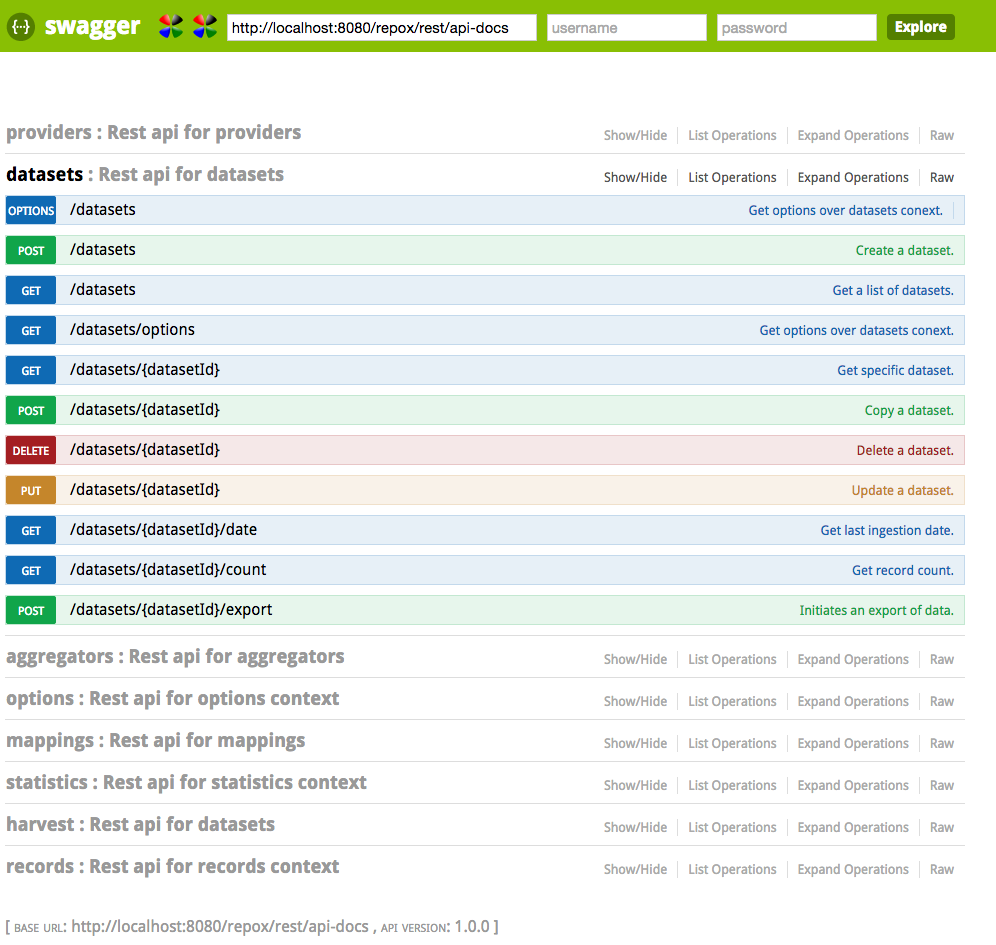 {··} swagger http://localhost:8080/repox/rest/api-docs username password Explore
providers : Rest api for providers Show/Hide List Operations Expand Operations Raw
datasets : Rest api for datasets Show/Hide List Operations Expand Operations Raw
OPTIONS /datasets Get options over datasets conext.
POST /datasets Create a dataset.
GET /datasets Get a list of datasets.
GET /datasets/options Get options over datasets conext.
GET /datasets/{datasetId} Get specific dataset.
POST /datasets/{datasetId} Copy a dataset.
DELETE /datasets/{datasetId} Delete a dataset.
PUT /datasets/{datasetId} Update a dataset.
GET /datasets/{datasetId}/date Get last ingestion date.
GET /datasets/{datasetId}/count Get record count.
POST /datasets/{datasetId}/export Initiates an export of data.
aggregators : Rest api for aggregators Show/Hide List Operations Expand Operations Raw
options : Rest api for options context Show/Hide List Operations Expand Operations Raw
mappings : Rest api for mappings Show/Hide List Operations Expand Operations Raw
statistics : Rest api for statistics context Show/Hide List Operations Expand Operations Raw
harvest : Rest api for datasets Show/Hide List Operations Expand Operations Raw
records : Rest api for records context Show/Hide List Operations Expand Operations Raw
[ BASE URL: http://localhost:8080/repox/rest/api-docs , API VERSION: 1.0.0 ]